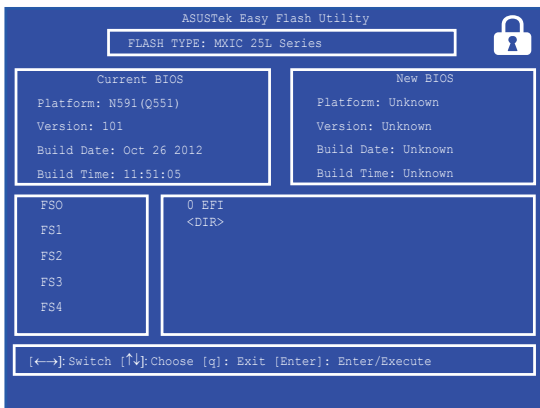 ASUSTek Easy Flash Utility
FLASH TYPE: MXIC 25L Series
Current BIOS
Platform: N591(Q551)
Version: 101
Build Date: Oct 26 2012
Build Time: 11:51:05
New BIOS
Platform: Unknown
Version: Unknown
Build Date: Unknown
Build Time: Unknown
FSO
FS1
FS2
FS3
FS4
0 EFI
<DIR>
[←→]: Switch [↑↓]: Choose [q]: Exit [Enter]: Enter/Execute